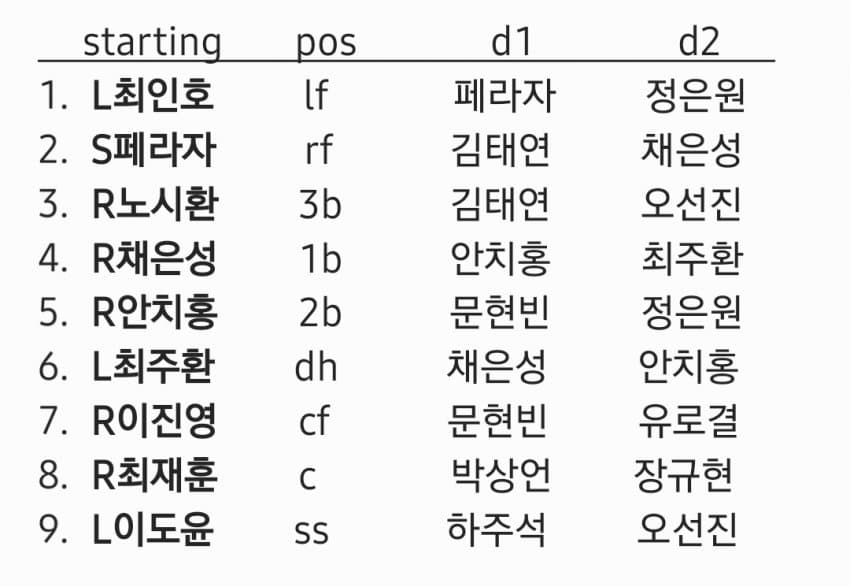 starting pos d1 d2
1. L최인호 lf 페라자 정은원
2. S페라자 rf 김태연 채은성
3. R노시환 3b 김태연 오선진
4. R채은성 1b 안치홍 최주환
5. R안치홍 2b 문현빈 정은원
6. L최주환 dh 채은성 안치홍
7. R이진영 cf 문현빈 유로결
8. R최재훈 c 박상언 장규현
9. L이도윤 ss 하주석 오선진